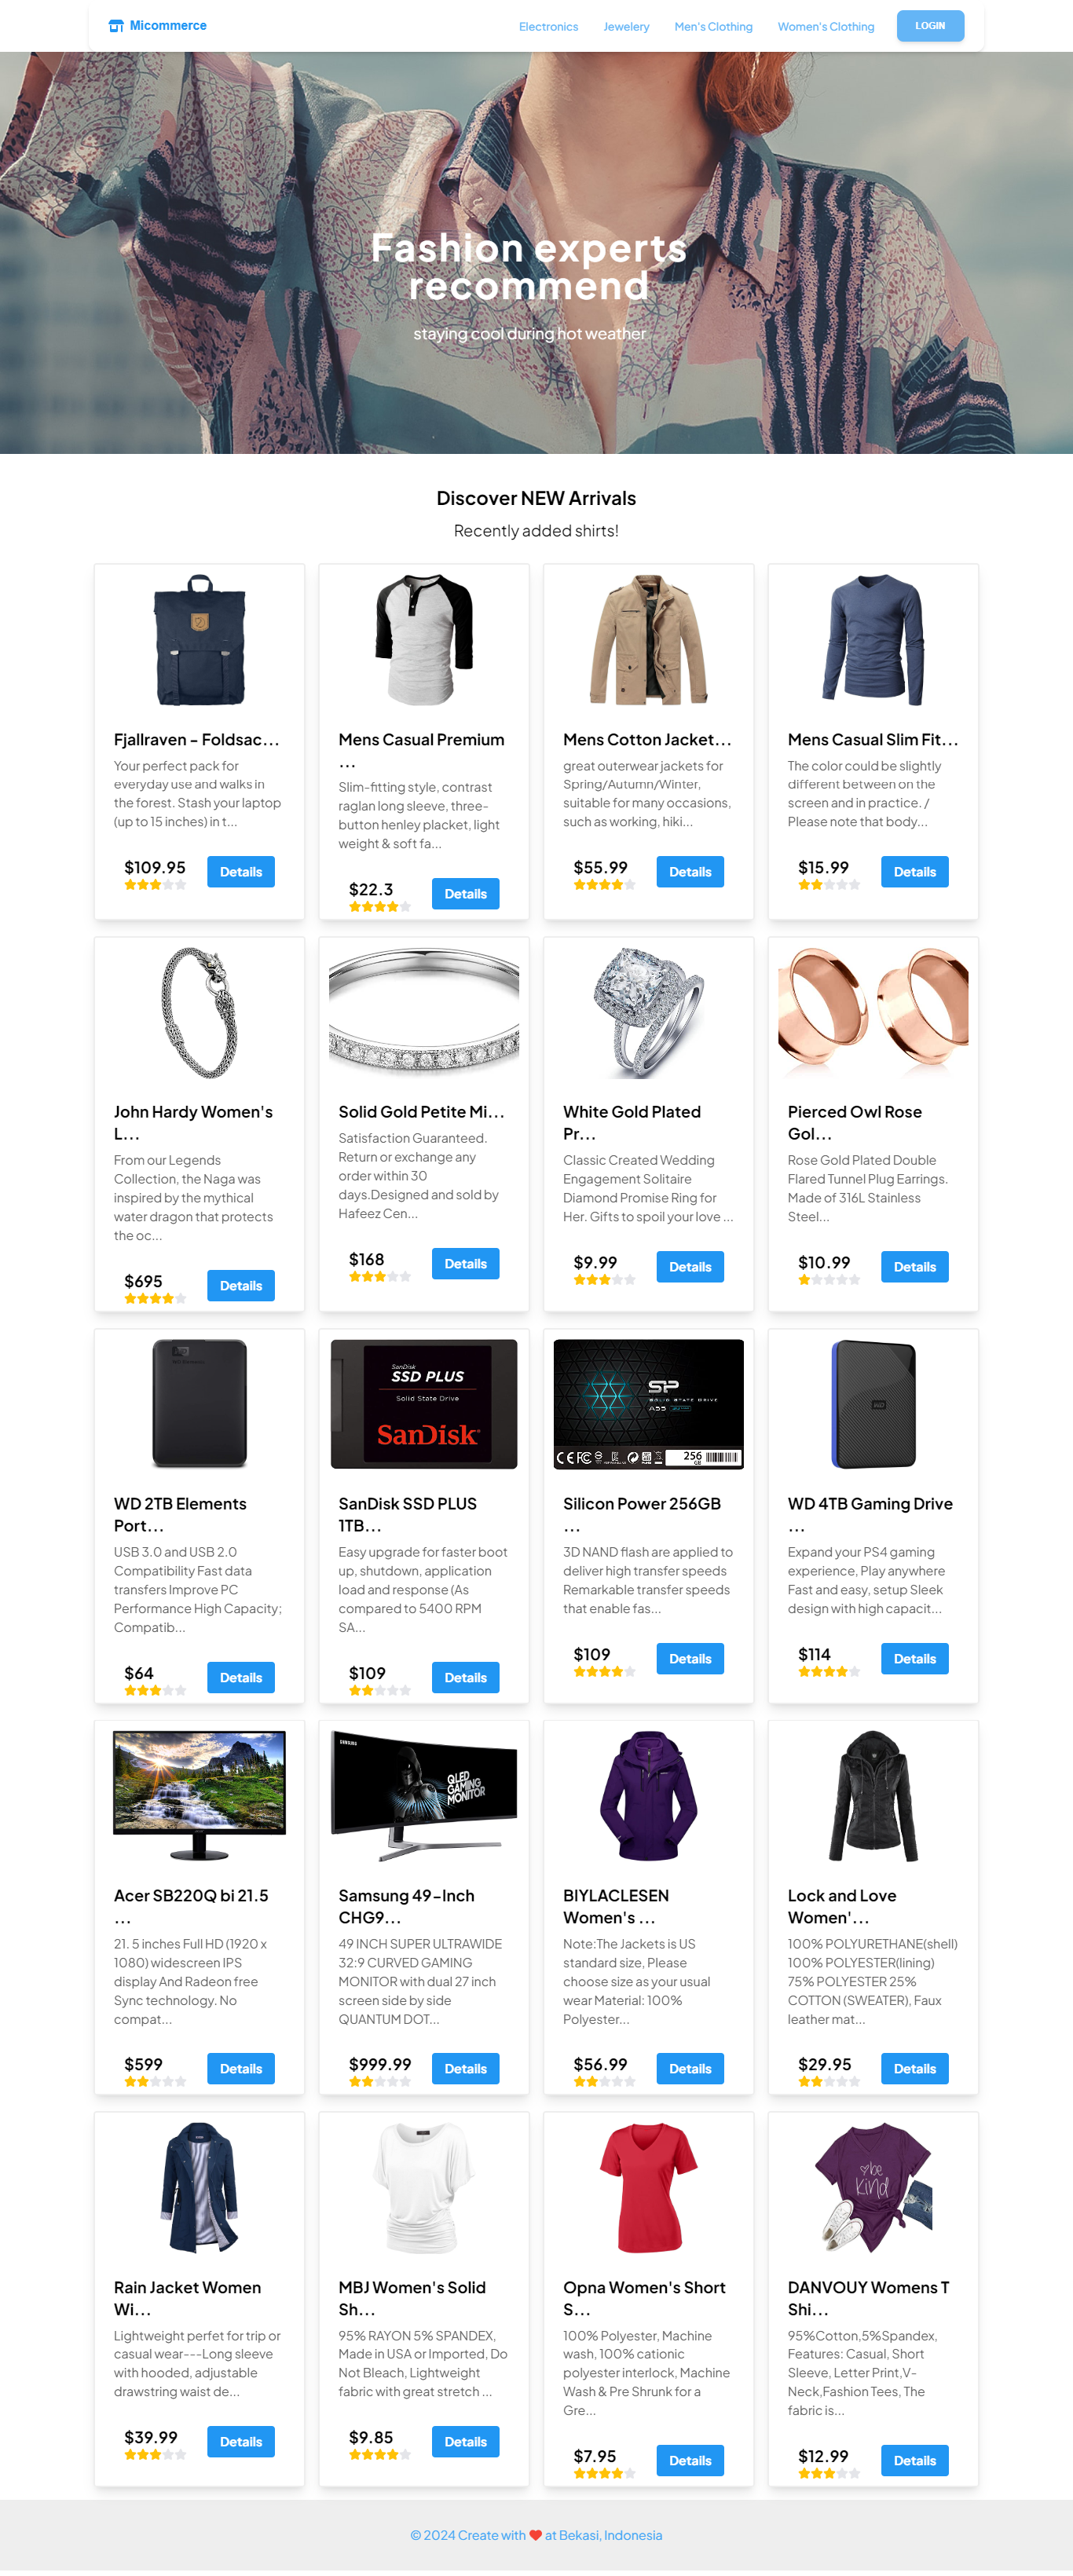 Micommerce
Electronics
Jewelery
Men's Clothing
Women's Clothing
LOGIN
Fashion experts
recommend
staying cool during hot weather
Discover NEW Arrivals
Recently added shirts!
Fjallraven - Foldsac...
Your perfect pack for
everyday use and walks in
the forest. Stash your laptop
(up to 15 inches) in t...
$109.95
Details
Mens Casual Premium
...
Slim-fitting style, contrast
raglan long sleeve, three-
button henley placket, light
weight & soft fa...
$22.3
Details
Mens Cotton Jacket...
great outerwear jackets for
Spring/Autumn/Winter,
suitable for many occasions,
such as working, hiki...
$55.99
Details
Mens Casual Slim Fit...
The color could be slightly
different between on the
screen and in practice. /
Please note that body...
$15.99
Details
John Hardy Women's
L...
From our Legends
Collection, the Naga was
inspired by the mythical
water dragon that protects
the oc...
$695
Details
Solid Gold Petite Mi...
Satisfaction Guaranteed.
Return or exchange any
order within 30
days.Designed and sold by
Hafeez Cen...
$168
Details
White Gold Plated
Pr...
Classic Created Wedding
Engagement Solitaire
Diamond Promise Ring for
Her. Gifts to spoil your love ...
$9.99
Details
Pierced Owl Rose
Gol...
Rose Gold Plated Double
Flared Tunnel Plug Earrings.
Made of 316L Stainless
Steel...
$10.99
Details
WD 2TB Elements
Port...
USB 3.0 and USB 2.0
Compatibility Fast data
transfers Improve PC
Performance High Capacity;
Compatib...
$64
Details
SanDisk
SSD PLUS
Solid State Drive
SanDisk
SanDisk SSD PLUS
1TB...
Easy upgrade for faster boot
up, shutdown, application
load and response (As
compared to 5400 RPM
SA...
$109
Details
SP
SOLID STATE DRIVE
A55
256
GB
Silicon Power 256GB
...
3D NAND flash are applied to
deliver high transfer speeds
Remarkable transfer speeds
that enable fas...
$109
Details
WD
WD 4TB Gaming Drive
...
Expand your PS4 gaming
experience, Play anywhere
Fast and easy, setup Sleek
design with high capacit...
$114
Details
Acer SB220Q bi 21.5
...
21. 5 inches Full HD (1920 x
1080) widescreen IPS
display And Radeon free
Sync technology. No
compat...
$599
Details
SAMSUNG
QLED
GAMING
MONITOR
Samsung 49-Inch
CHG9...
49 INCH SUPER ULTRAWIDE
32:9 CURVED GAMING
MONITOR with dual 27 inch
screen side by side
QUANTUM DOT...
$999.99
Details
BIYLACLESEN
Women's ...
Note:The Jackets is US
standard size, Please
choose size as your usual
wear Material: 100%
Polyester...
$56.99
Details
Lock and Love
Women'...
100% POLYURETHANE(shell)
100% POLYESTER(lining)
75% POLYESTER 25%
COTTON (SWEATER), Faux
leather mat...
$29.95
Details
Rain Jacket Women
Wi...
Lightweight perfet for trip or
casual wear---Long sleeve
with hooded, adjustable
drawstring waist de...
$39.99
Details
MBJ Women's Solid
Sh...
95% RAYON 5% SPANDEX,
Made in USA or Imported, Do
Not Bleach, Lightweight
fabric with great stretch ...
$9.85
Details
Opna Women's Short
S...
100% Polyester, Machine
wash, 100% cationic
polyester interlock, Machine
Wash & Pre Shrunk for a
Gre...
$7.95
Details
be
kind
DANVOUY Womens T
Shi...
95%Cotton,5%Spandex,
Features: Casual, Short
Sleeve, Letter Print,V-
Neck,Fashion Tees, The
fabric is...
$12.99
Details
© 2024 Create with ❤ at Bekasi, Indonesia